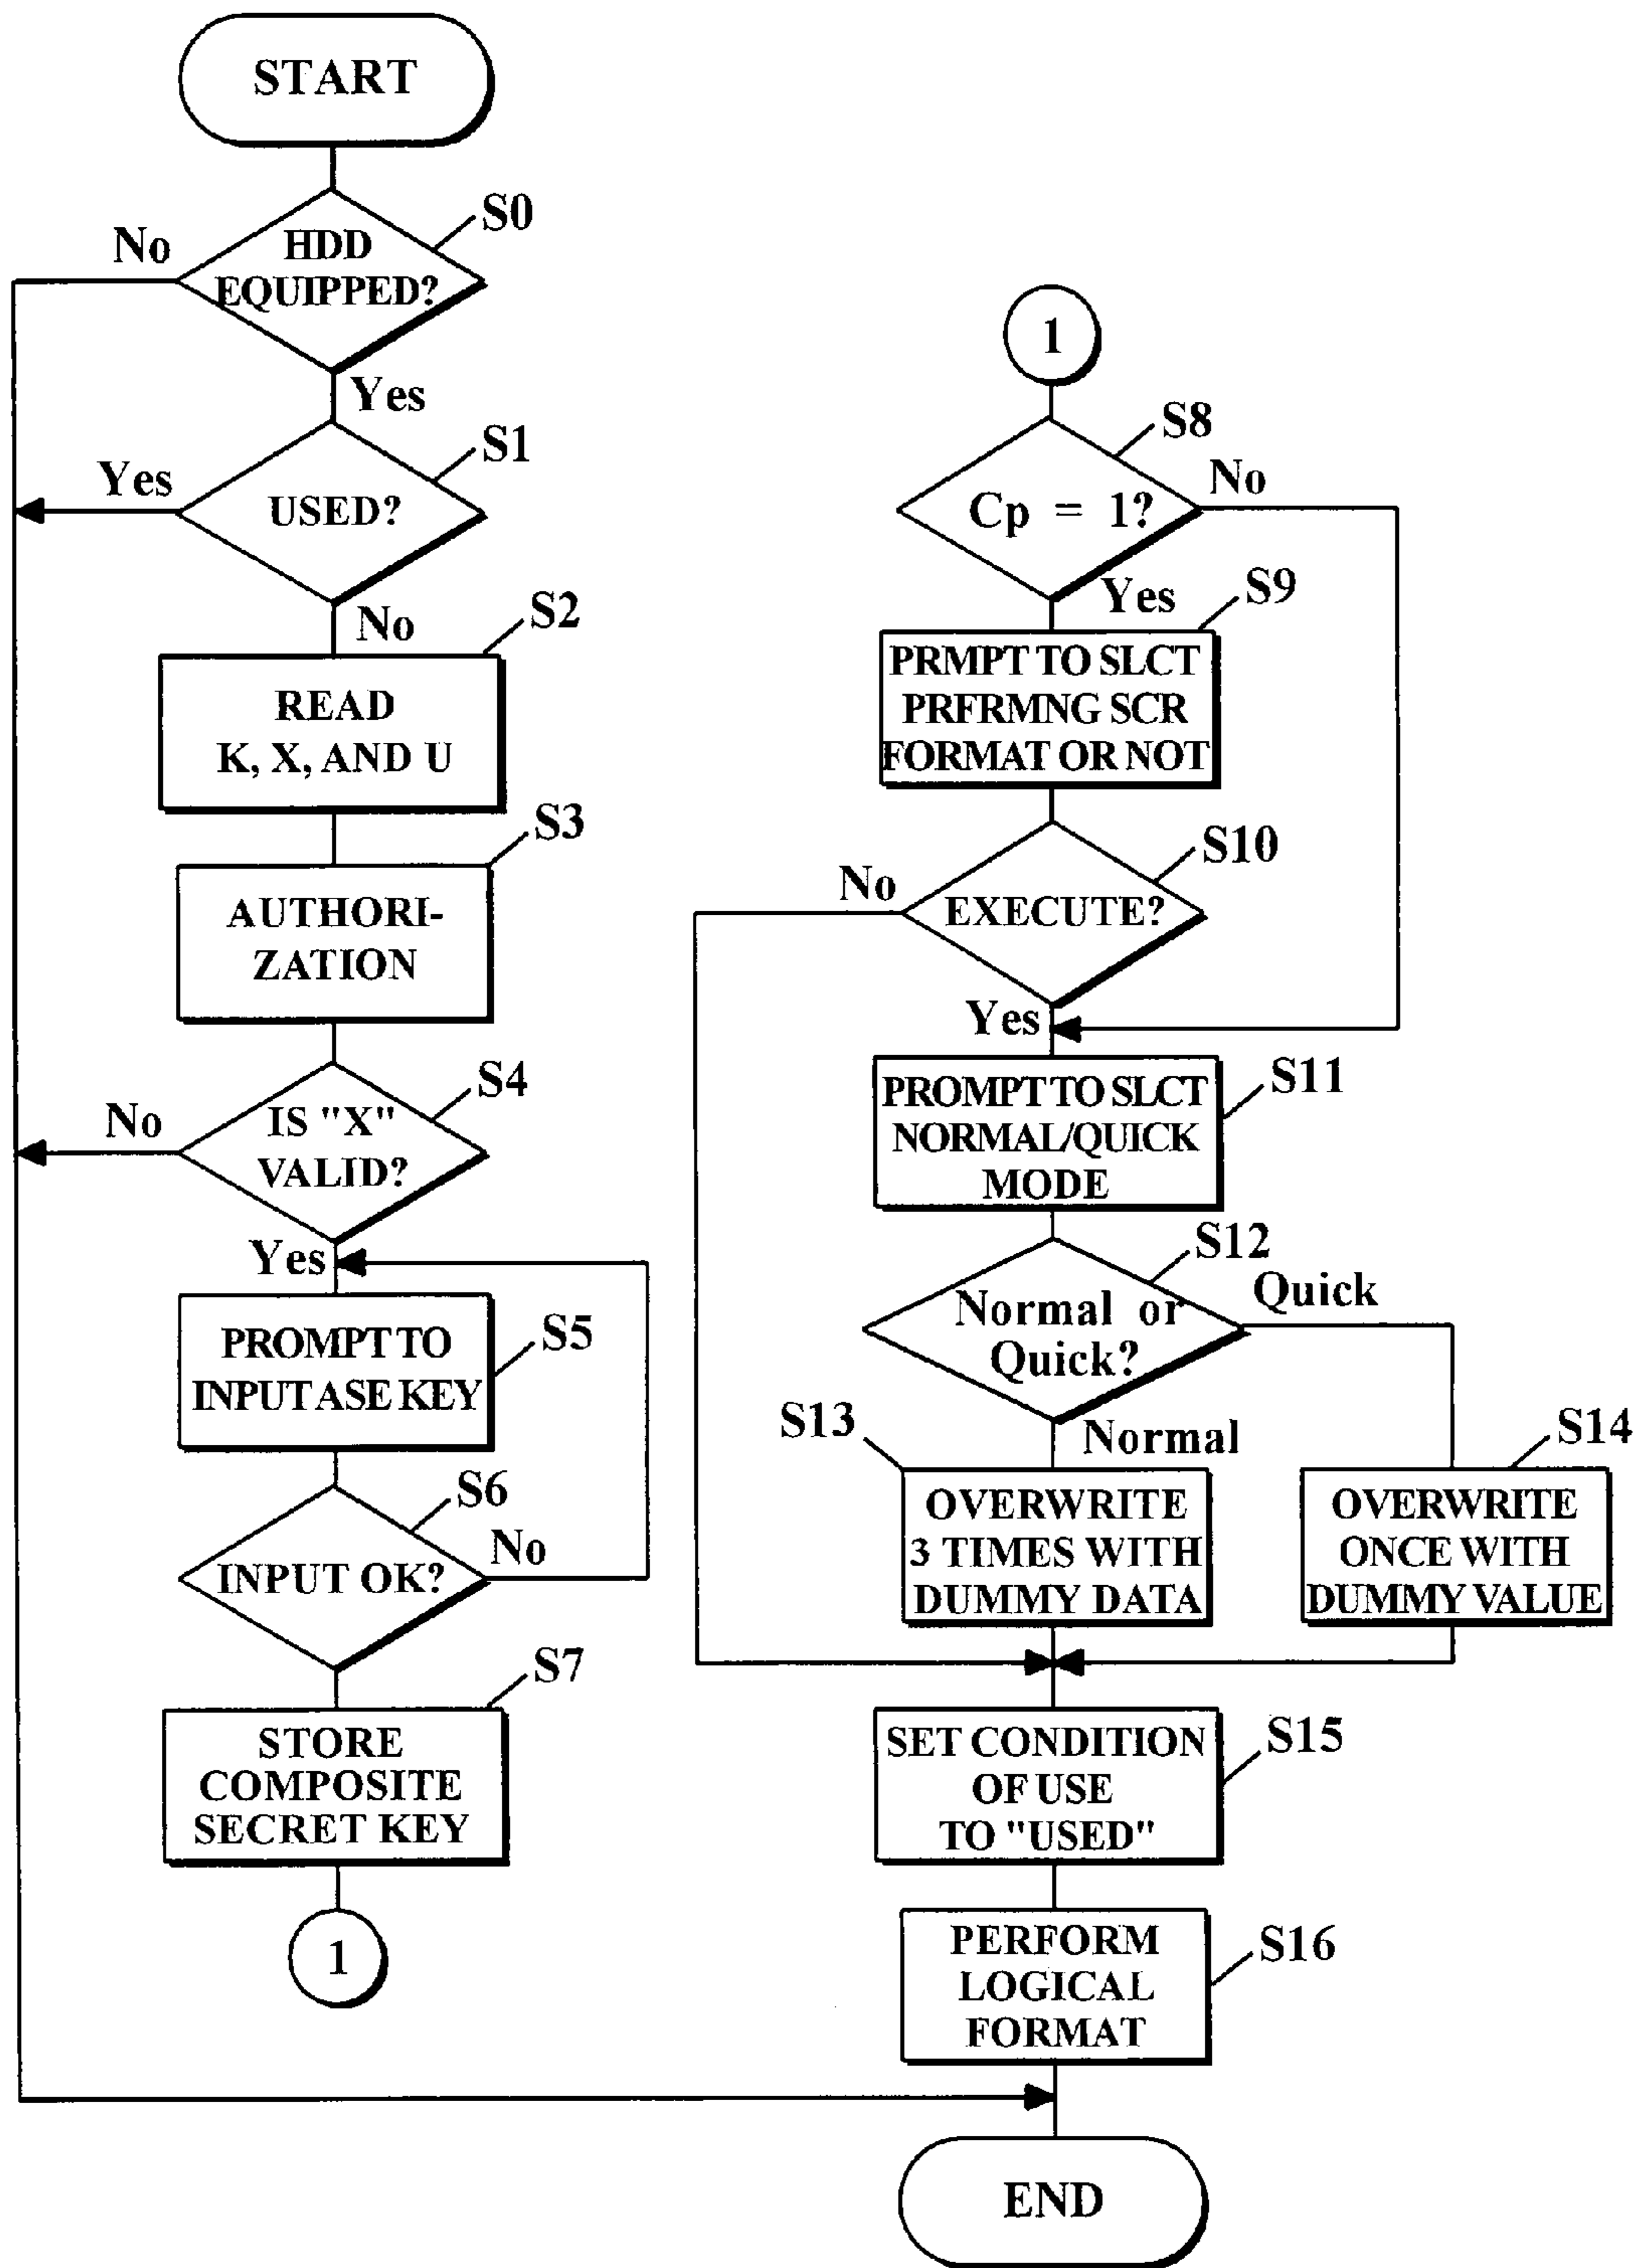 START
S0
HDD
EQUIPPED?
No
Yes
S1
USED?
Yes
No
S2
READ
K, X, AND U
S3
AUTHORI-
ZATION
S4
IS "X"
VALID?
No
Yes
PROMPT TO
INPUT ASE KEY
S5
S6
INPUT OK?
No
S7
STORE
COMPOSITE
SECRET KEY
1
1
S8
Cp = 1?
No
Yes
S9
PRMPT TO SLCT
PRFRMNG SCR
FORMAT OR NOT
S10
EXECUTE?
No
Yes
S11
PROMPT TO SLCT
NORMAL/QUICK
MODE
S12
Normal or
Quick?
Quick
Normal
S13
OVERWRITE
3 TIMES WITH
DUMMY DATA
S14
OVERWRITE
ONCE WITH
DUMMY VALUE
SET CONDITION
OF USE
TO "USED"
S15
PERFORM
LOGICAL
FORMAT
S16
END